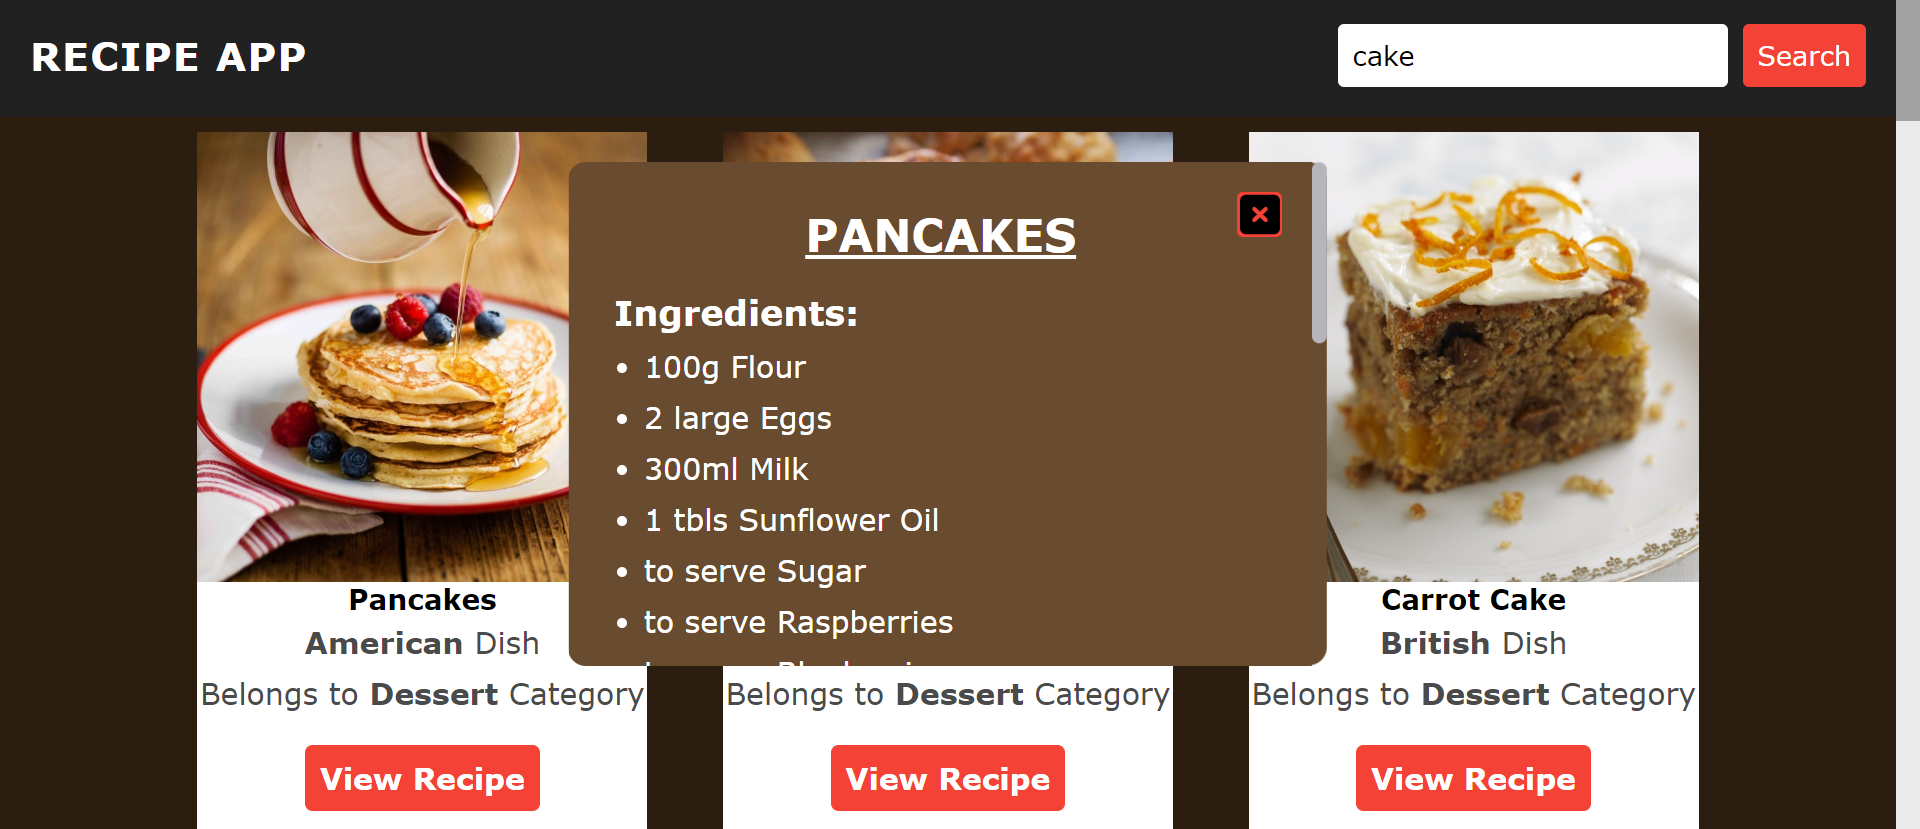 RECIPE APP
cake
Search
PANCAKES
Ingredients:
100g Flour
2 large Eggs
300ml Milk
1 tbls Sunflower Oil
to serve Sugar
to serve Raspberries
Pancakes
American Dish
Belongs to Dessert Category
View Recipe
Belongs to Dessert Category
View Recipe
Carrot Cake
British Dish
Belongs to Dessert Category
View Recipe